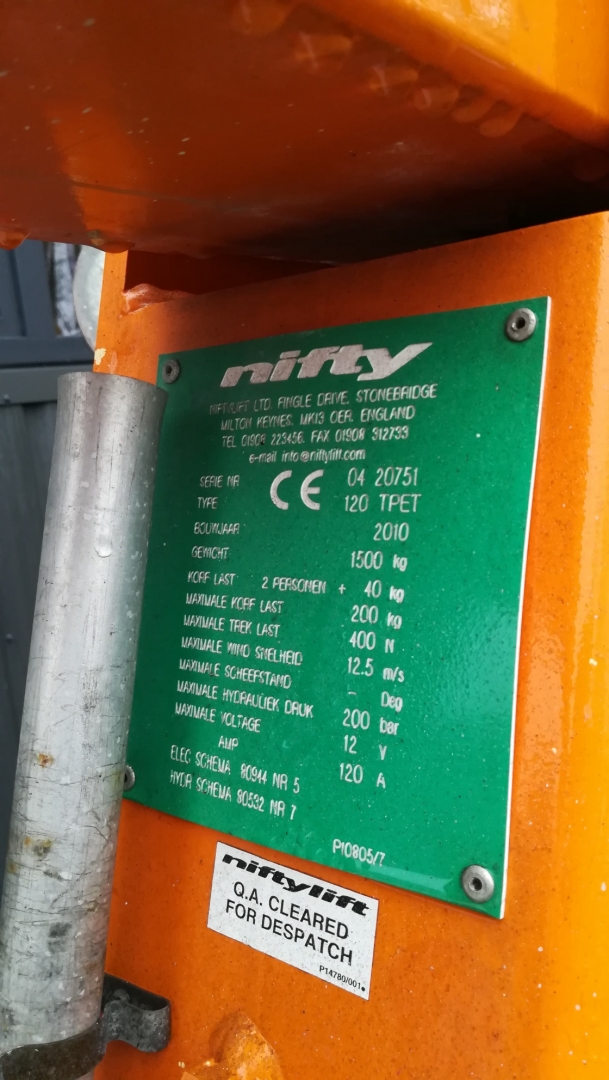 nifty
NIFTYLIFT LTD. FINGLE DRIVE. STONEBRIDGE
MILTON KEYNES. MK13 OER. ENGLAND
TEL 01908 223456. FAX 01908 312733
e-mail info@niftylift.com
SERIE NR CE 04 20751
TYPE 120 TPET
BOUWJAAR 2010
GEWICHT 1500 kg
KORF LAST 2 PERSONEN + 40 kg
MAXIMALE KORF LAST 200 kg
MAXIMALE TREK LAST 400 N
MAXIMALE WIND SNELHEID 12.5 m/s
MAXIMALE SCHEEFSTAND - Deg
MAXIMALE HYDRAULIEK DRUK 200 bar
MAXIMALE VOLTAGE 12 V
AMP 120 A
ELEC SCHEMA 80944 NR 5
HYDR SCHEMA 80532 NR 7
P10805/7
niftylift
Q.A. CLEARED
FOR DESPATCH
P14780/001